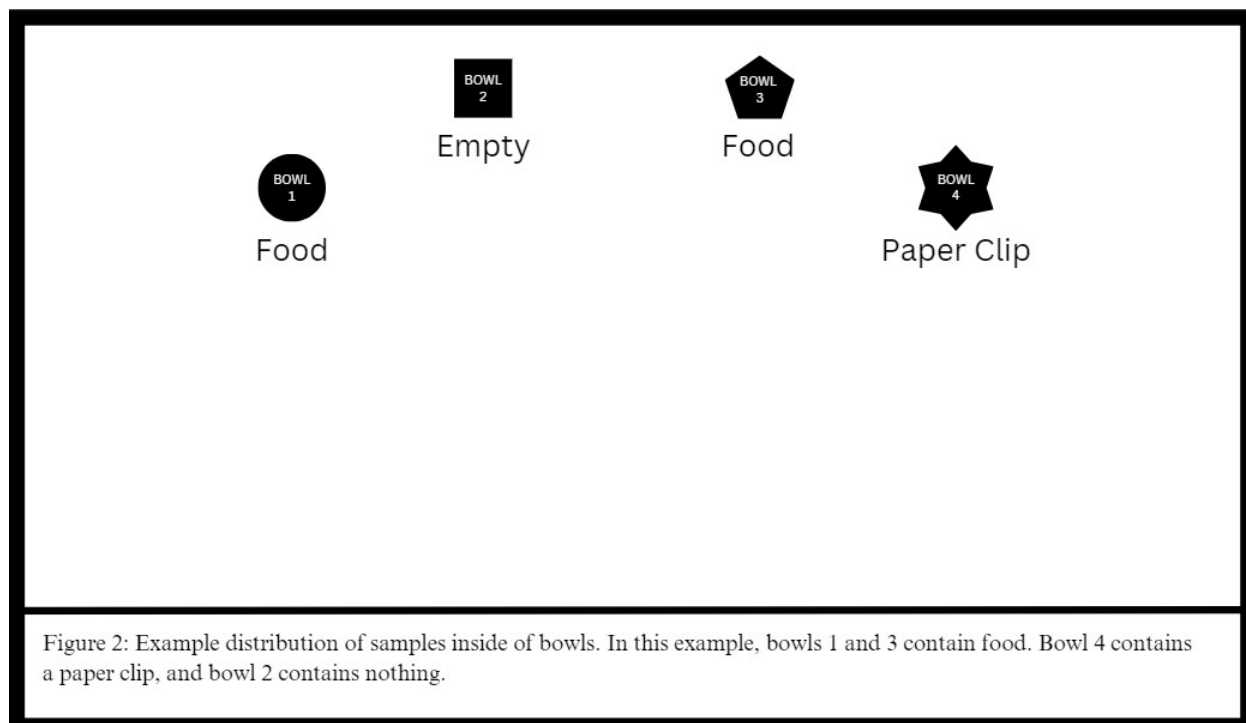 BOWL
2
Empty
BOWL
3
Food
BOWL
1
Food
BOWL
4
Paper Clip
Figure 2: Example distribution of samples inside of bowls. In this example, bowls 1 and 3 contain food. Bowl 4 contains
a paper clip, and bowl 2 contains nothing.